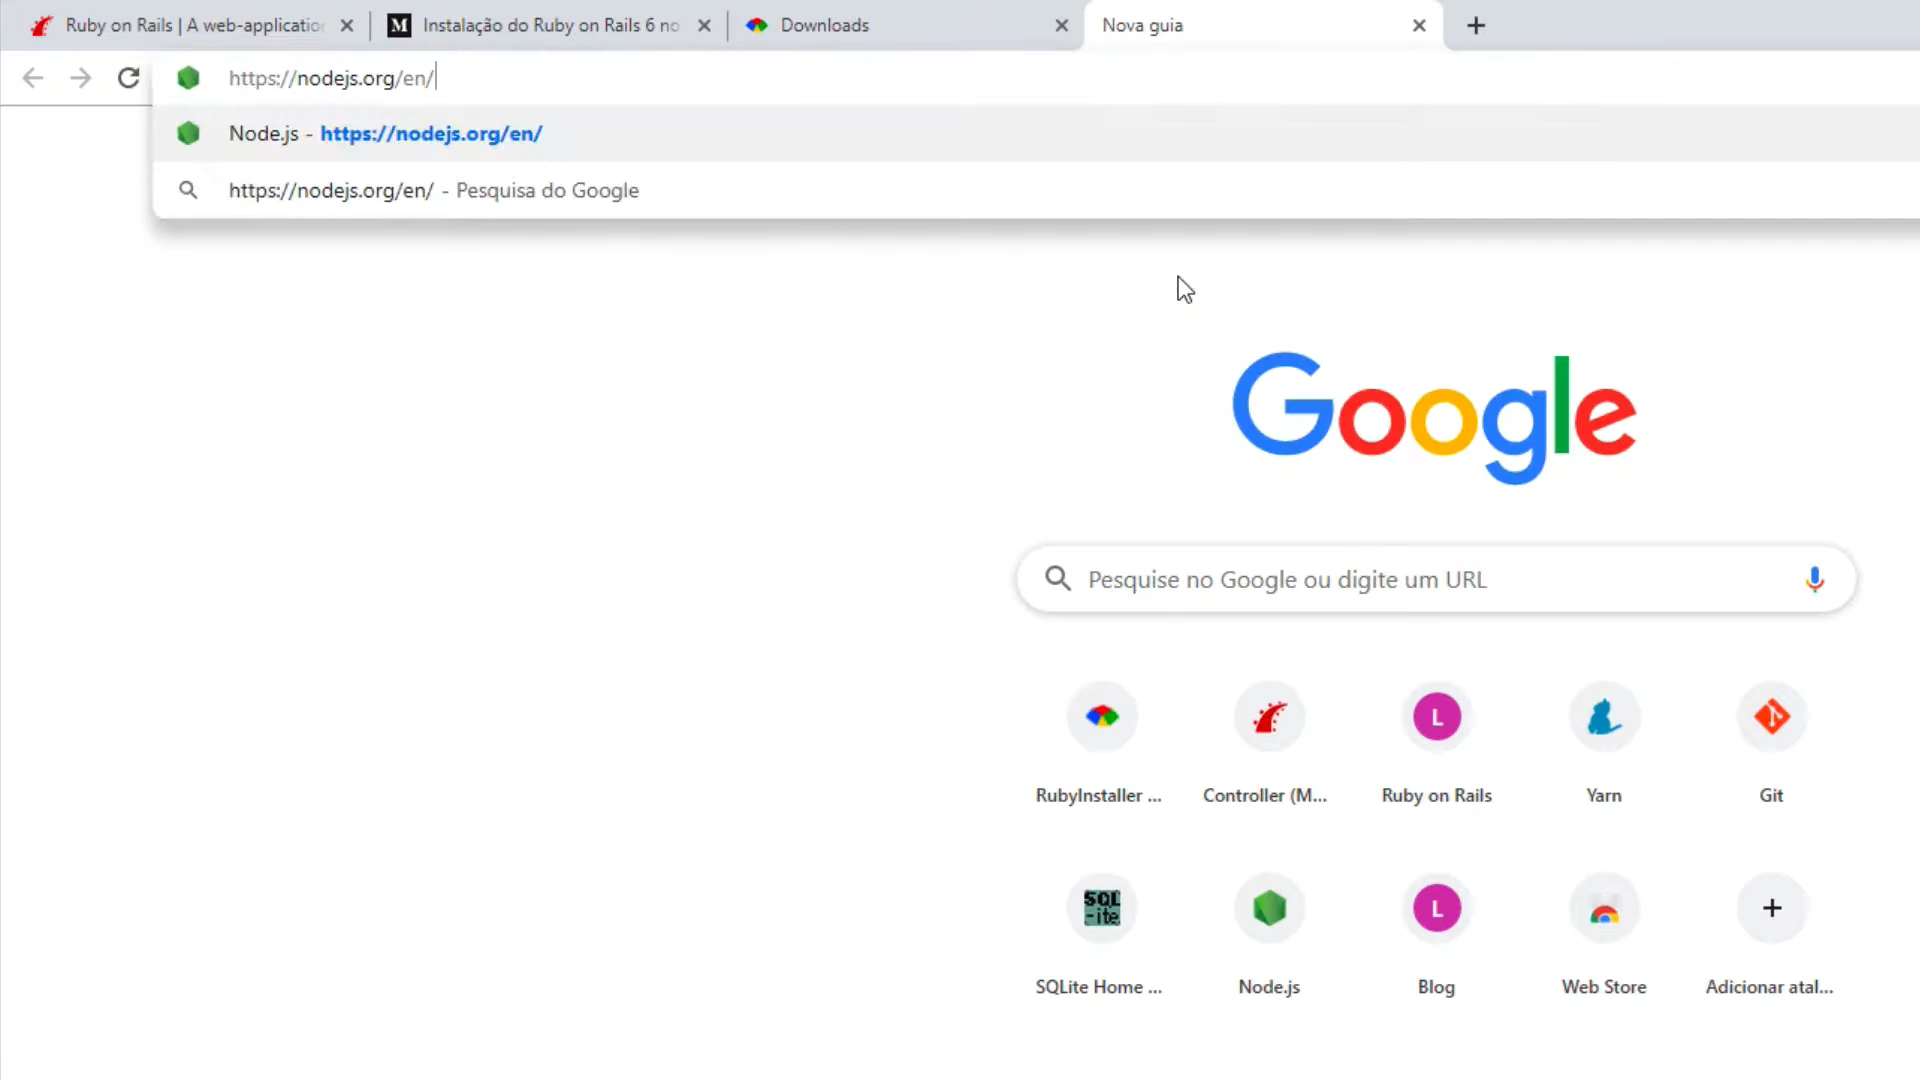 Ruby on Rails | A web-application
Instalação do Ruby on Rails 6 no
Downloads
Nova guia
https://nodejs.org/en/
Node.js - https://nodejs.org/en/
https://nodejs.org/en/ - Pesquisa do Google
Google
Pesquise no Google ou digite um URL
L
RubyInstaller ...
Controller (M...
Ruby on Rails
Yarn
Git
SQL
-ite
L
SQLite Home ...
Node.js
Blog
Web Store
Adicionar atal...